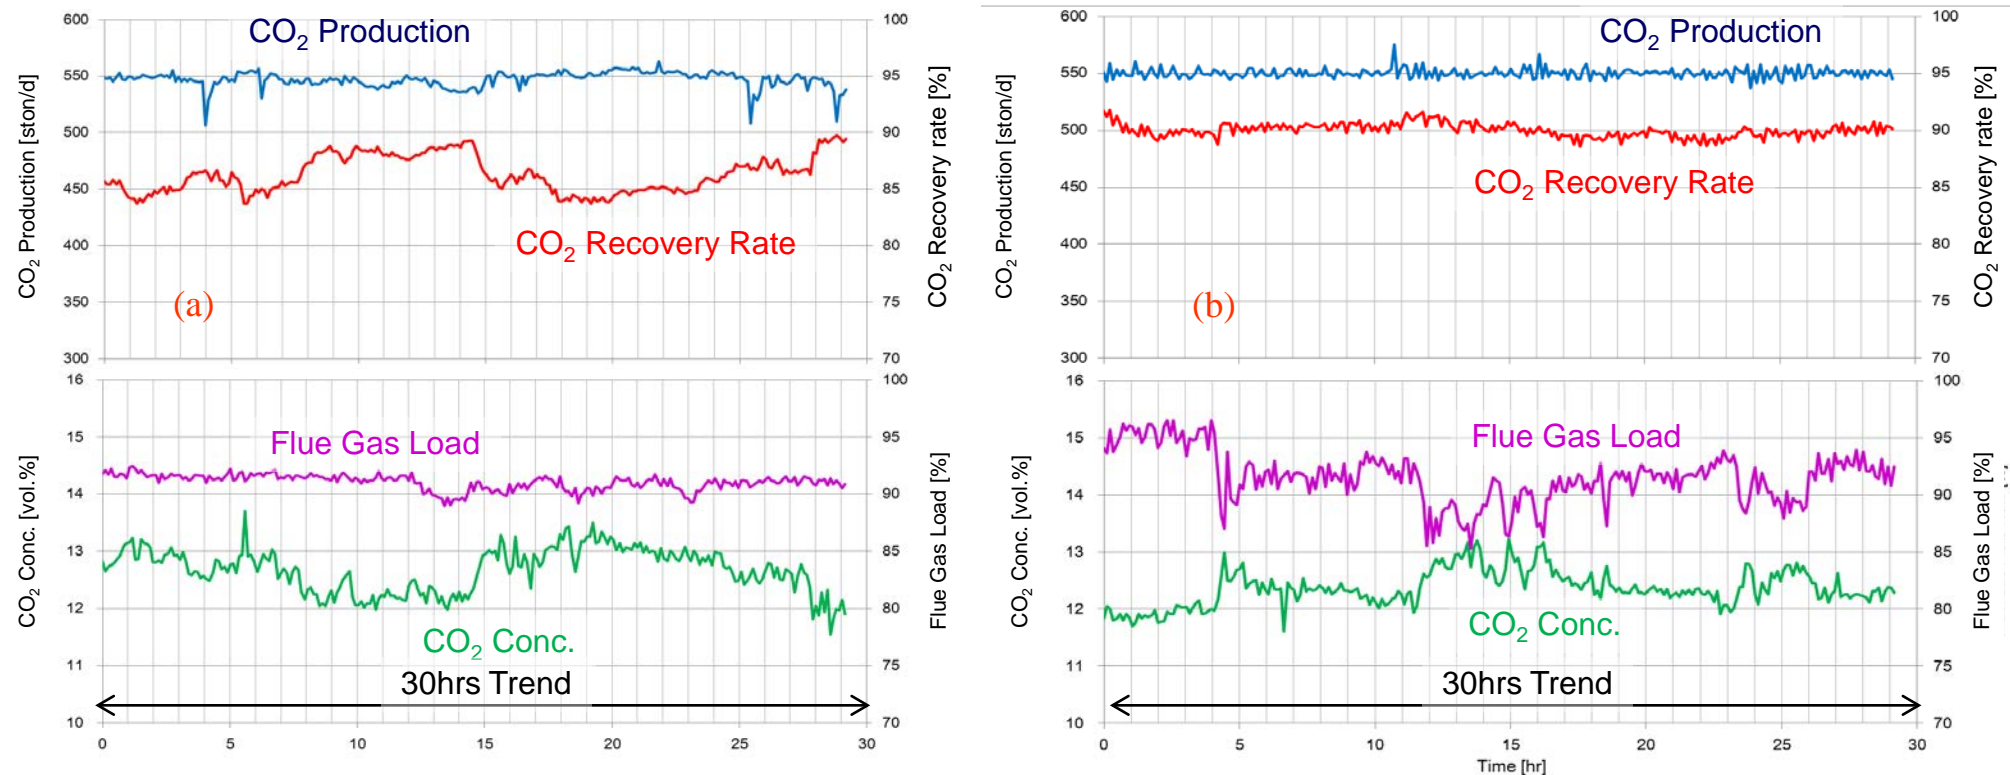 CO₂ Production
CO₂ Recovery Rate
(a)
CO₂ Production [ston/d]
600
550
500
450
400
350
300
CO₂ Recovery rate [%]
100
95
90
85
80
75
70
Flue Gas Load
CO₂ Conc.
30hrs Trend
CO₂ Conc. [vol.%]
16
15
14
13
12
11
10
Flue Gas Load [%]
100
95
90
85
80
75
70
0 5 10 15 20 25 30
CO₂ Production
CO₂ Recovery Rate
(b)
CO₂ Production [ston/d]
600
550
500
450
400
350
300
CO₂ Recovery rate [%]
100
95
90
85
80
75
70
Flue Gas Load
CO₂ Conc.
30hrs Trend
CO₂ Conc. [vol.%]
16
15
14
13
12
11
10
Flue Gas Load [%]
100
95
90
85
80
75
70
0 5 10 15 20 25 30
Time [hr]